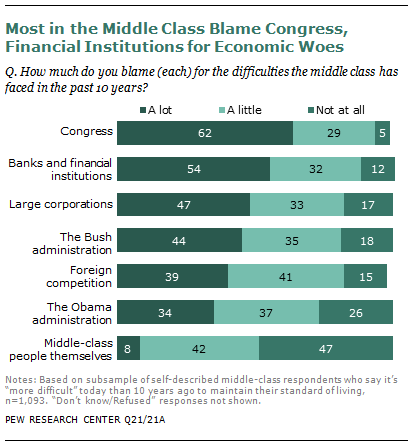 Most in the Middle Class Blame Congress,
Financial Institutions for Economic Woes
Q. How much do you blame (each) for the difficulties the middle class has
faced in the past 10 years?
A lot A little Not at all
Congress 62 29 5
Banks and financial
institutions 54 32 12
Large corporations 47 33 17
The Bush
administration 44 35 18
Foreign
competition 39 41 15
The Obama
administration 34 37 26
Middle-class
people themselves 8 42 47
Notes: Based on subsample of self-described middle-class respondents who say it's
“more difficult” today than 10 years ago to maintain their standard of living,
n=1,093. “Don't know/Refused” responses not shown.
PEW RESEARCH CENTER Q21/21A